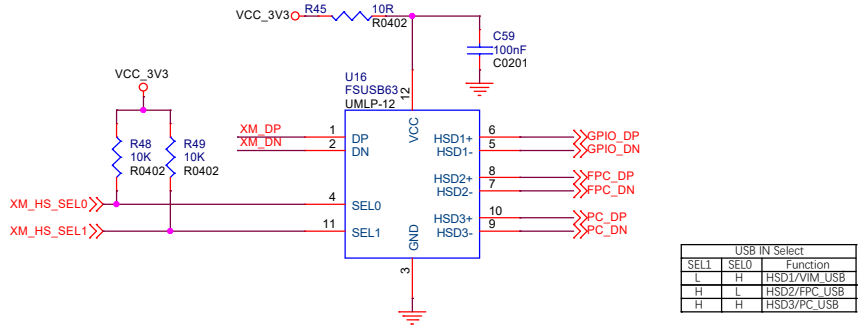 VCC_3V3 R45 10R
R0402
C59
100nF
C0201
VCC_3V3
U16
FSUSB63
UMLP-12
12
VCC
R48
10K
R0402
R49
10K
R0402
XM_DP 1 DP
XM_DN 2 DN
XM_HS_SEL0 4 SEL0
XM_HS_SEL1 11 SEL1
HSD1+ 6 GPIO_DP
HSD1- 5 GPIO_DN
HSD2+ 8 FPC_DP
HSD2- 7 FPC_DN
HSD3+ 10 PC_DP
HSD3- 9 PC_DN
GND
3
USB IN Select
SEL1 SEL0 Function
L H HSD1/VIM_USB
H L HSD2/FPC_USB
H H HSD3/PC_USB